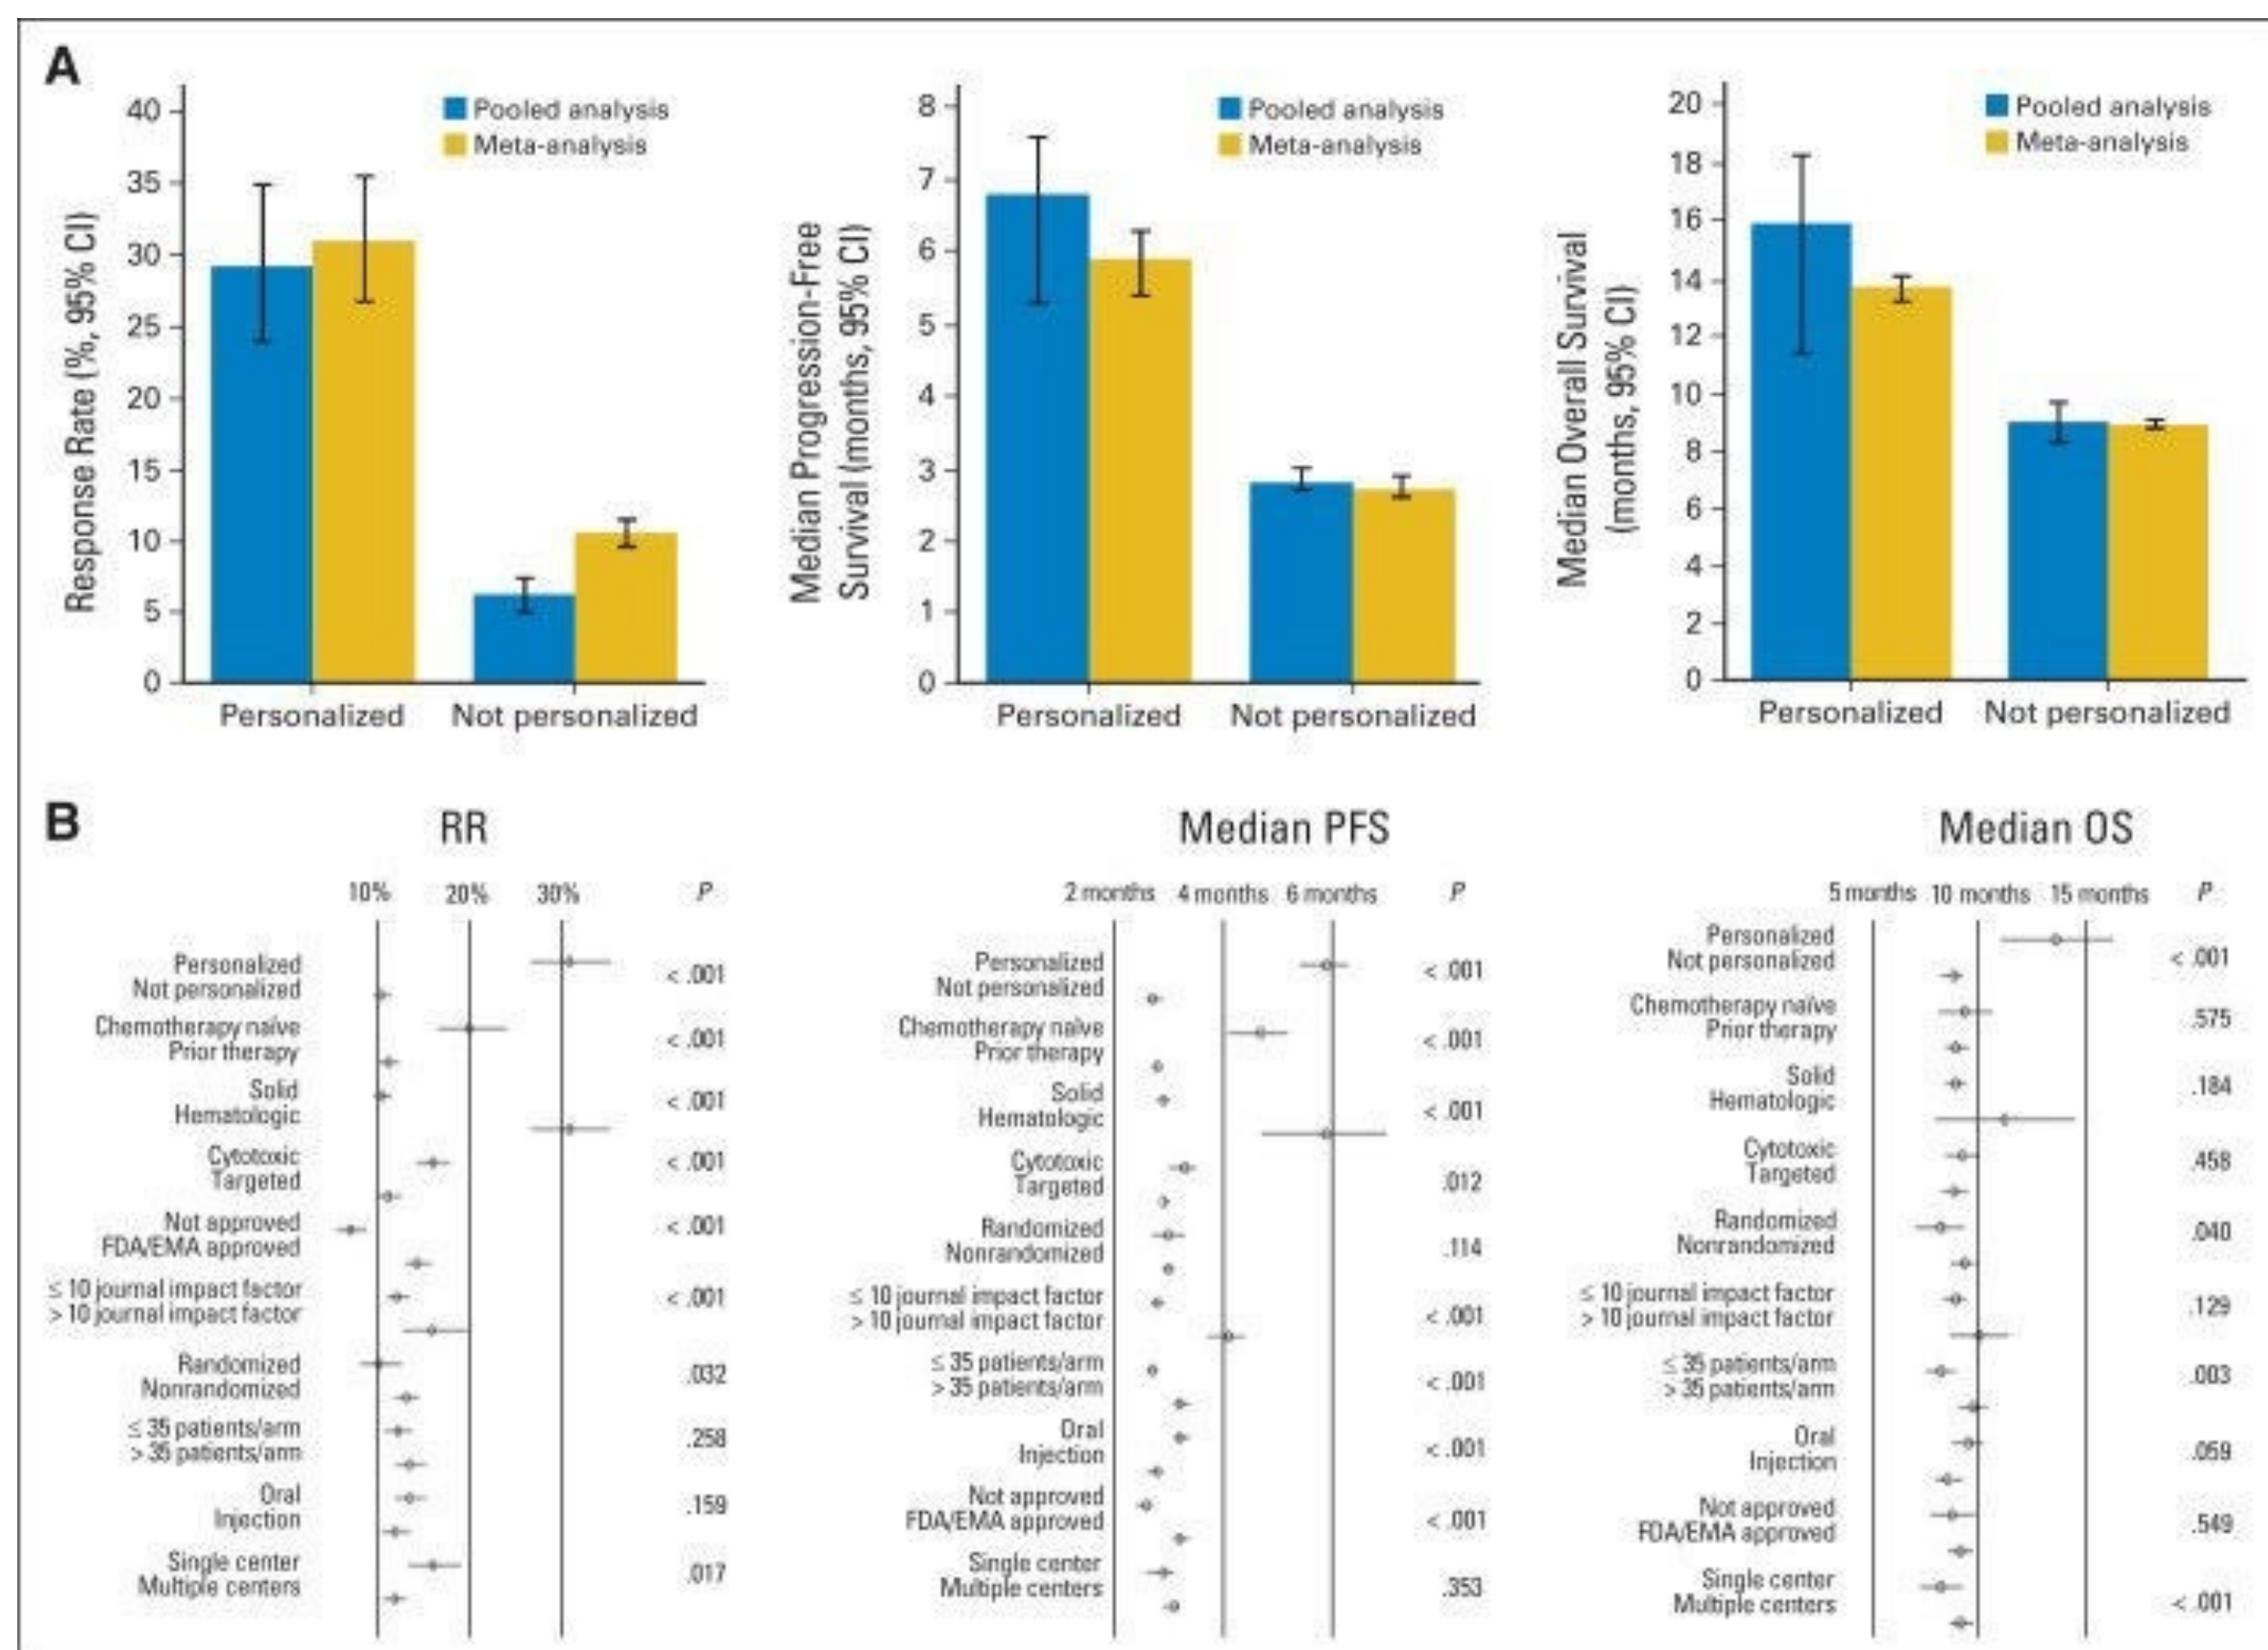 A
Response Rate (%, 95% CI)
40
35
30
25
20
15
10
5
0
Pooled analysis
Meta-analysis
Personalized Not personalized
Median Progression-Free
Survival (months, 95% CI)
8
7
6
5
4
3
2
1
0
Pooled analysis
Meta-analysis
Personalized Not personalized
Median Overall Survival
(months, 95% CI)
20
18
16
14
12
10
8
6
4
2
0
Pooled analysis
Meta-analysis
Personalized Not personalized
B
RR
10% 20% 30% P
Personalized
Not personalized
< .001
Chemotherapy naïve
Prior therapy
< .001
Solid
Hematologic
< .001
Cytotoxic
Targeted
< .001
Not approved
FDA/EMA approved
< .001
≤ 10 journal impact factor
> 10 journal impact factor
< .001
Randomized
Nonrandomized
.032
≤ 35 patients/arm
> 35 patients/arm
.258
Oral
Injection
.159
Single center
Multiple centers
.017
Median PFS
2 months 4 months 6 months P
Personalized
Not personalized
< .001
Chemotherapy naïve
Prior therapy
< .001
Solid
Hematologic
< .001
Cytotoxic
Targeted
.012
Randomized
Nonrandomized
.114
≤ 10 journal impact factor
> 10 journal impact factor
< .001
≤ 35 patients/arm
> 35 patients/arm
< .001
Oral
Injection
< .001
Not approved
FDA/EMA approved
< .001
Single center
Multiple centers
.353
Median OS
5 months 10 months 15 months P
Personalized
Not personalized
< .001
Chemotherapy naïve
Prior therapy
.575
Solid
Hematologic
.184
Cytotoxic
Targeted
.458
Randomized
Nonrandomized
.040
≤ 10 journal impact factor
> 10 journal impact factor
.129
≤ 35 patients/arm
> 35 patients/arm
.003
Oral
Injection
.059
Not approved
FDA/EMA approved
.549
Single center
Multiple centers
< .001